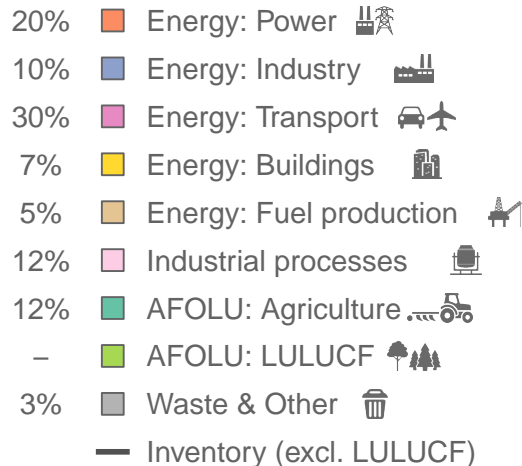 20% Energy: Power
10% Energy: Industry
30% Energy: Transport
7% Energy: Buildings
5% Energy: Fuel production
12% Industrial processes
12% AFOLU: Agriculture
– AFOLU: LULUCF
3% Waste & Other
Inventory (excl. LULUCF)